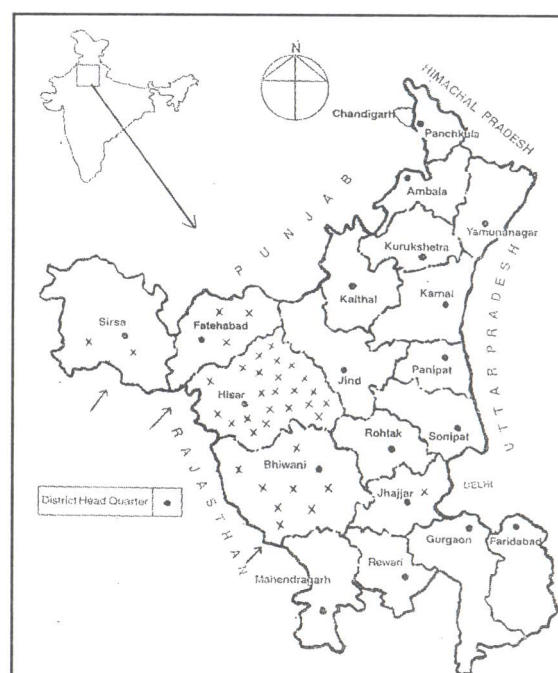 N
HIMACHAL PRADESH
Chandigarh
Panchkula
Ambala
PUNJAB
Yamunanagar
Kurukshetra
Kaithal
Karnal
UTTAR PRADESH
Sirsa
Fatehabad
Jind
Panipat
Hisar
Rohtak
Sonipat
RAJASTHAN
Bhiwani
Jhajjar
DELHI
District Head Quarter
Gurgaon
Faridabad
Mahendragarh
Rewari